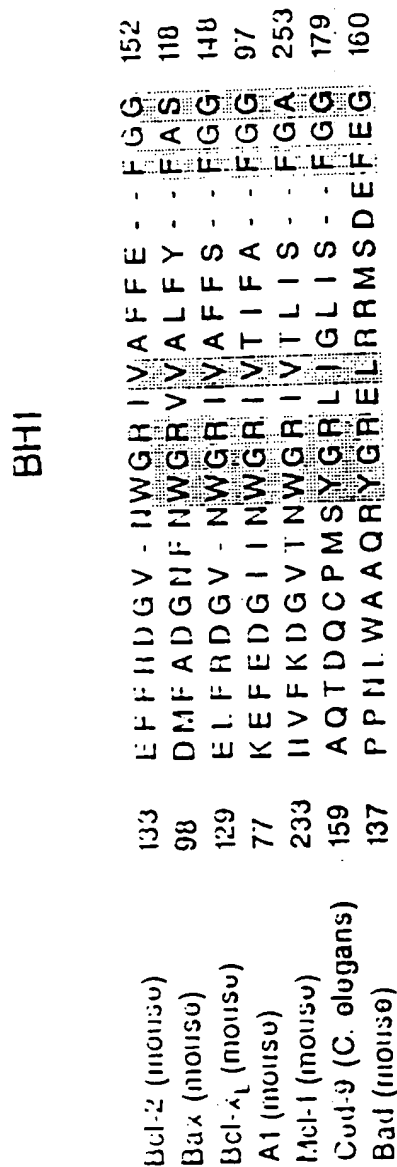 BH1
Bcl-2 (mouse) 133 E F F R D G V - N W G R I V A F F E - - F G G 152
Bax (mouse) 98 D M F A D G N F N W G R V V A L F Y - - F A S 118
Bcl-xL (mouse) 129 E L F R D G V - N W G R I V A F F S - - F G G 148
A1 (mouse) 77 K E F E D G I I N W G R I V T I F A - - F G G 97
Mcl-1 (mouse) 233 H V F K D G V T N W G R I V T L I S - - F G A 253
Ced-9 (C. elegans) 159 A Q T D Q C P M S Y G R L I G L I S - - F G G 179
Bad (mouse) 137 P P N L W A A Q R Y G R E L R R M S D E F E G 160